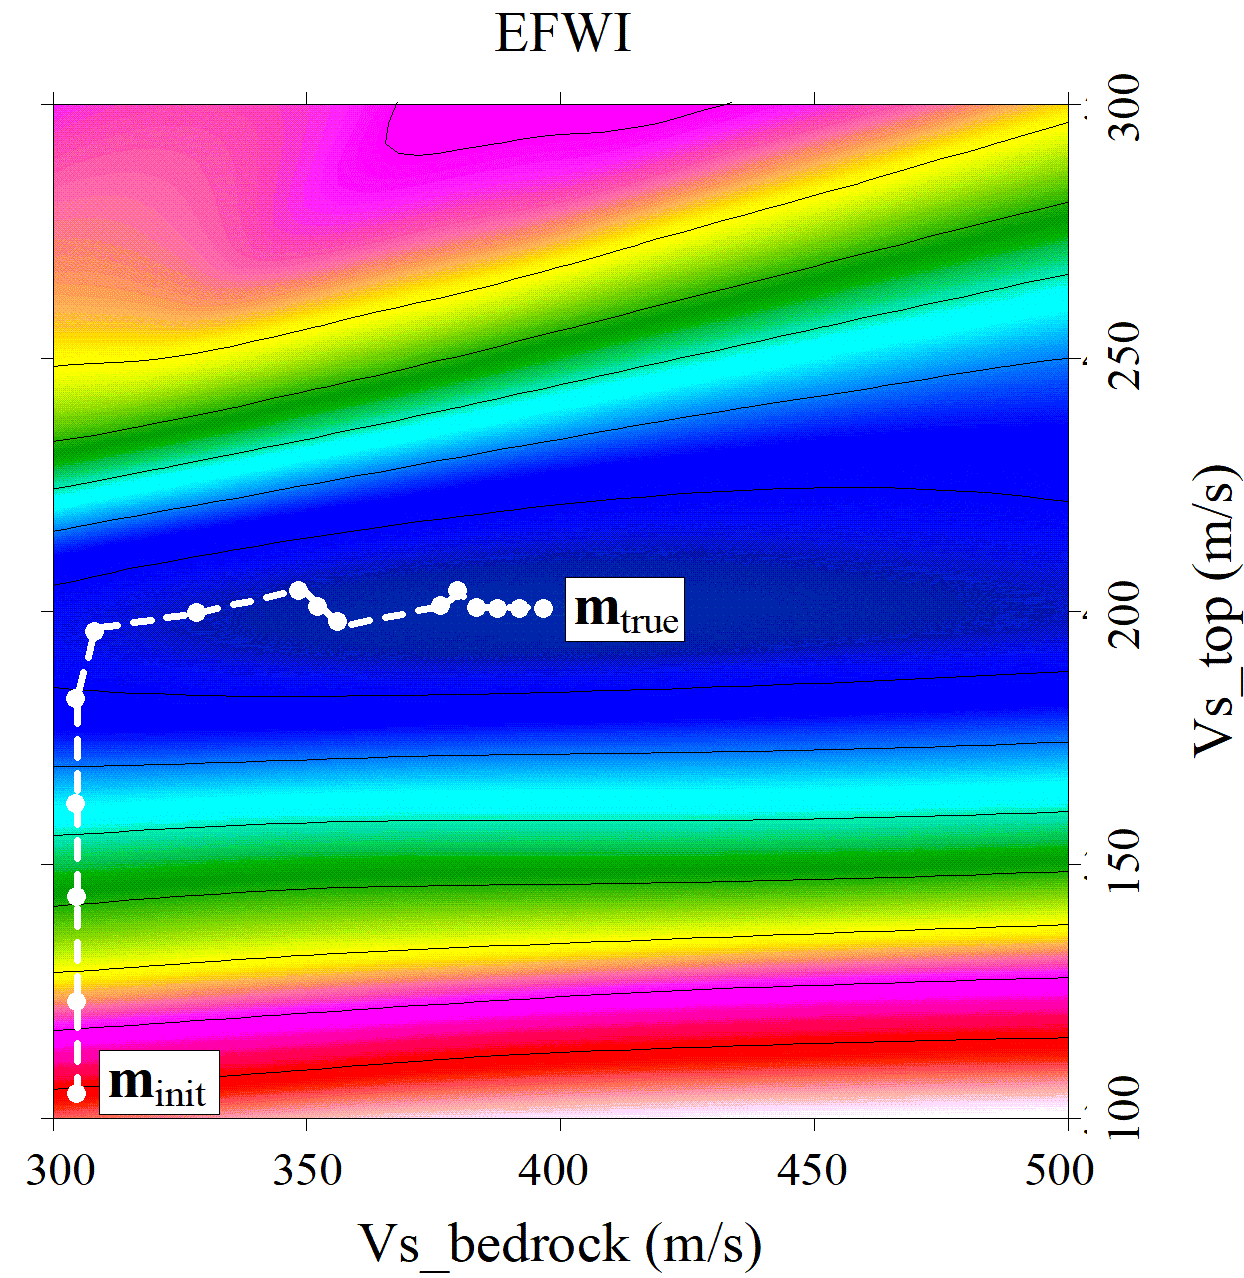 EFWI
300
250
Vs_top (m/s)
200
m_true
150
m_init
100
300 350 400 450 500
Vs_bedrock (m/s)